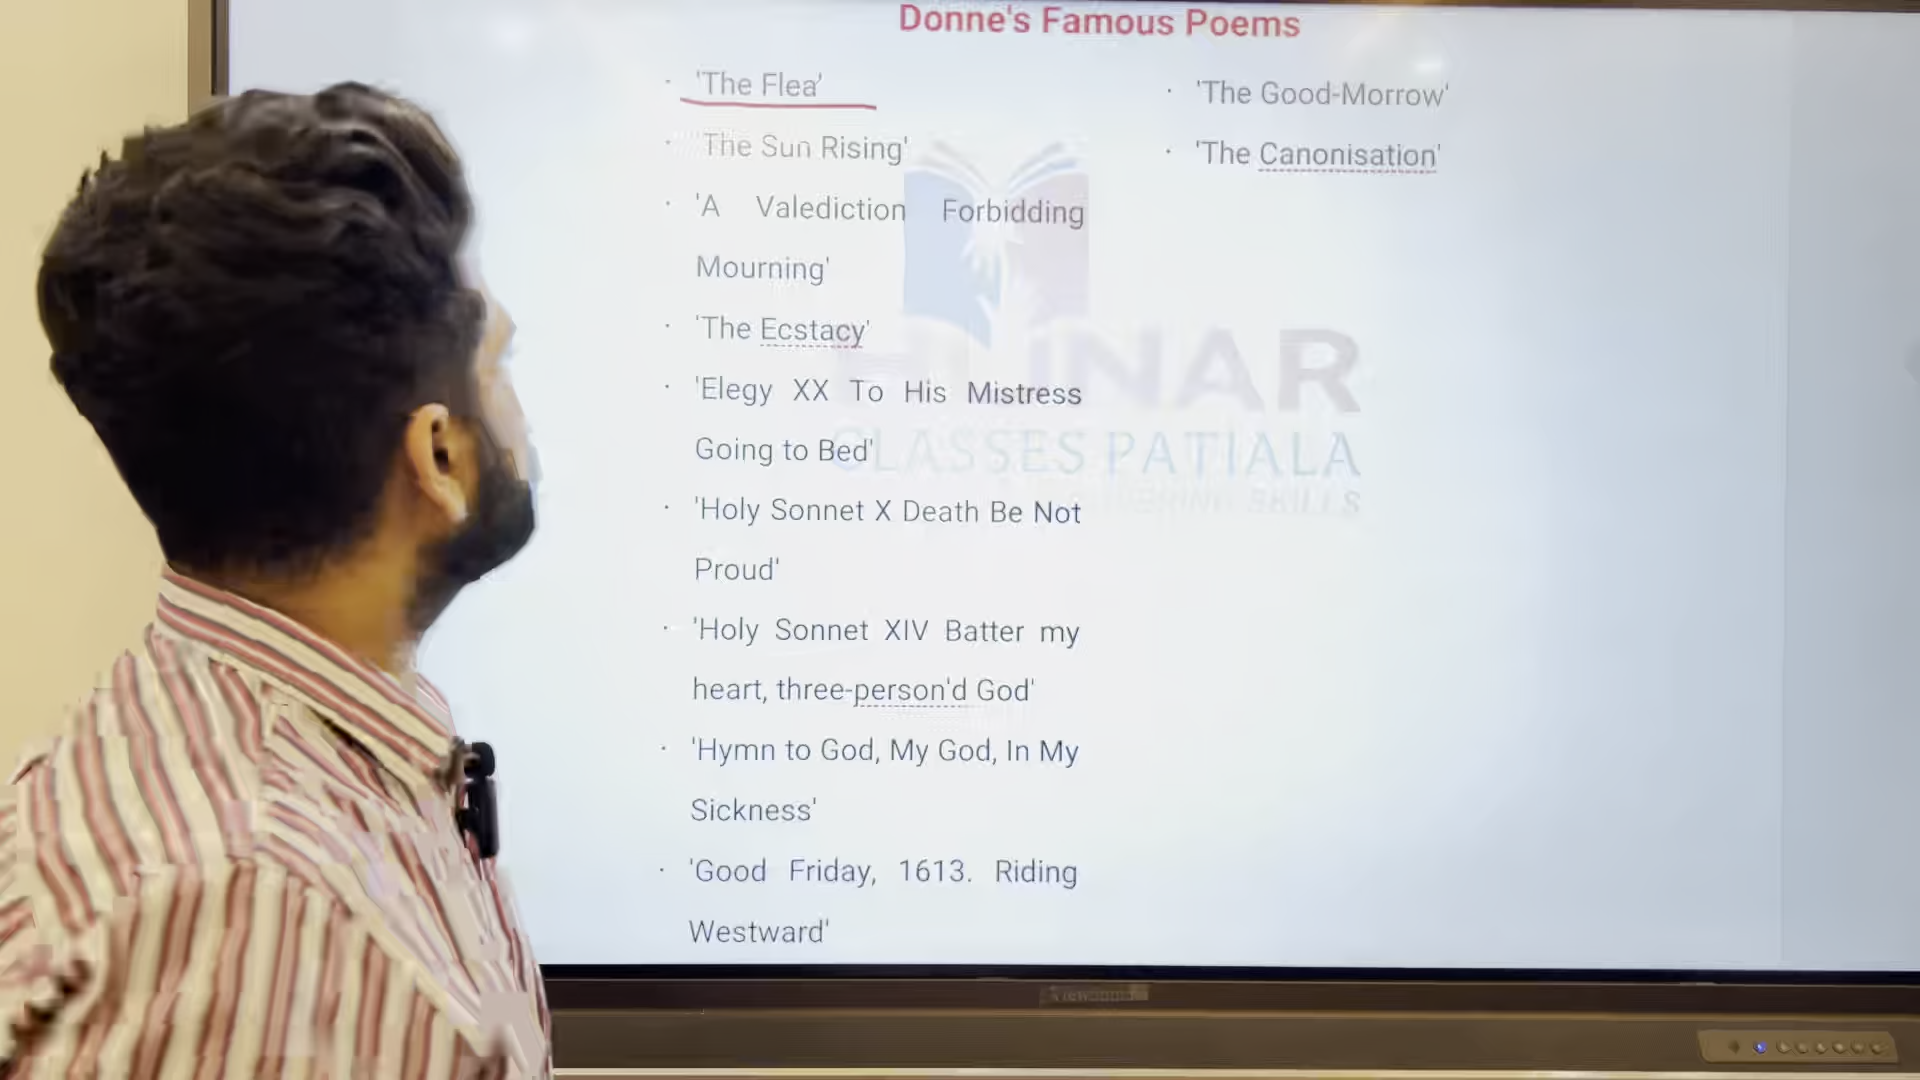 Donne's Famous Poems
· 'The Flea'
· 'The Sun Rising'
· 'A Valediction Forbidding
Mourning'
· 'The Ecstacy'
· 'Elegy XX To His Mistress
Going to Bed'
· 'Holy Sonnet X Death Be Not
Proud'
· 'Holy Sonnet XIV Batter my
heart, three-person'd God'
· 'Hymn to God, My God, In My
Sickness'
· 'Good Friday, 1613. Riding
Westward'
· 'The Good-Morrow'
· 'The Canonisation'
CLASSES PATIALA
SKILLS